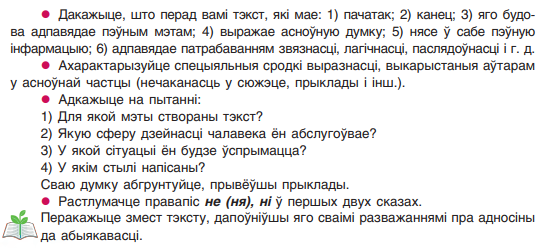 ● Дакажыце, што перад вамі тэкст, які мае: 1) пачатак; 2) канец; 3) яго будо-
ва адпавядае пэўным мэтам; 4) выражае асноўную думку; 5) нясе ў сабе пэўную
інфармацыю; 6) адпавядае патрабаванням звязнасці, лагічнасці, паслядоўнасці і г. д.
● Ахарактарызуйце спецыяльныя сродкі выразнасці, выкарыстаныя аўтарам
у асноўнай частцы (нечаканасць у сюжэце, прыклады і інш.).
● Адкажыце на пытанні:
1) Для якой мэты створаны тэкст?
2) Якую сферу дзейнасці чалавека ён абслугоўвае?
3) У якой сітуацыі ён будзе ўспрымацца?
4) У якім стылі напісаны?
Сваю думку абгрунтуйце, прывёўшы прыклады.
● Растлумачце правапіс не (ня), ні ў першых двух сказах.
Перакажыце змест тэксту, дапоўніўшы яго сваімі разважаннямі пра адносіны
да абыякавасці.